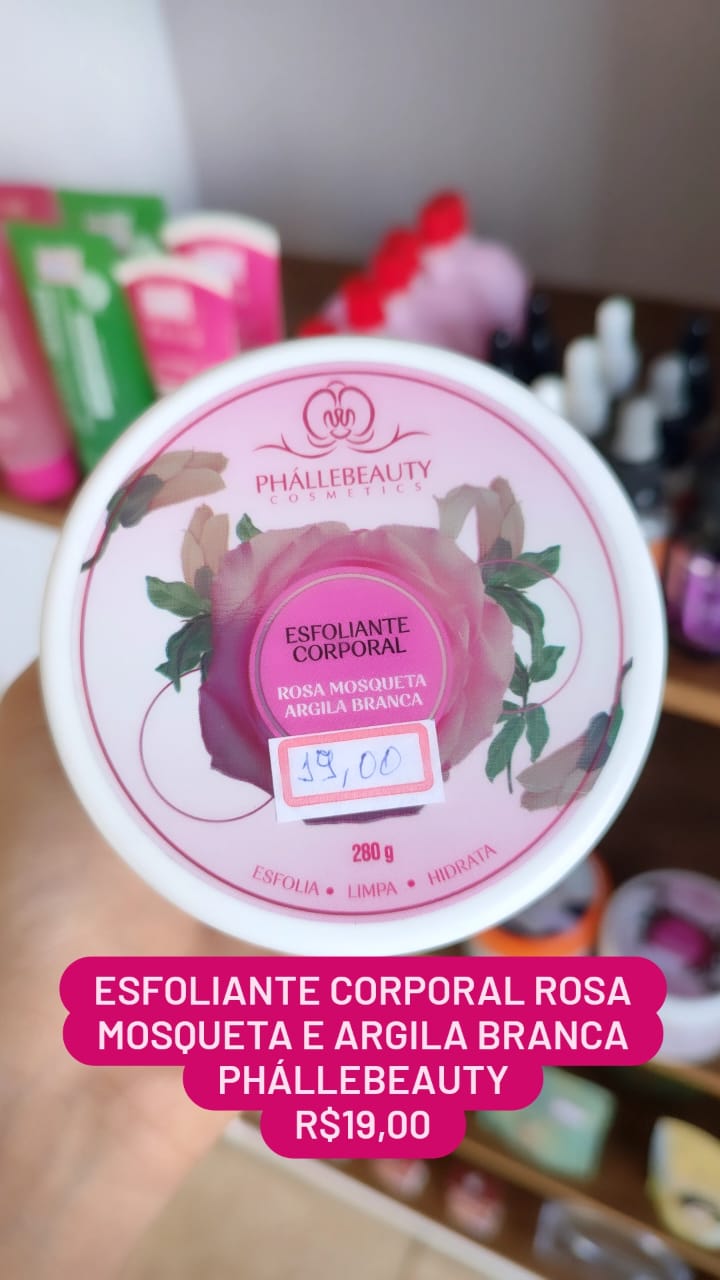 PHÁLLEBEAUTY
COSMETICS
ESFOLIANTE
CORPORAL
ROSA MOSQUETA
ARGILA BRANCA
19,00
280 g
ESFOLIA • LIMPA • HIDRATA
ESFOLIANTE CORPORAL ROSA
MOSQUETA E ARGILA BRANCA
PHÁLLEBEAUTY
R$19,00